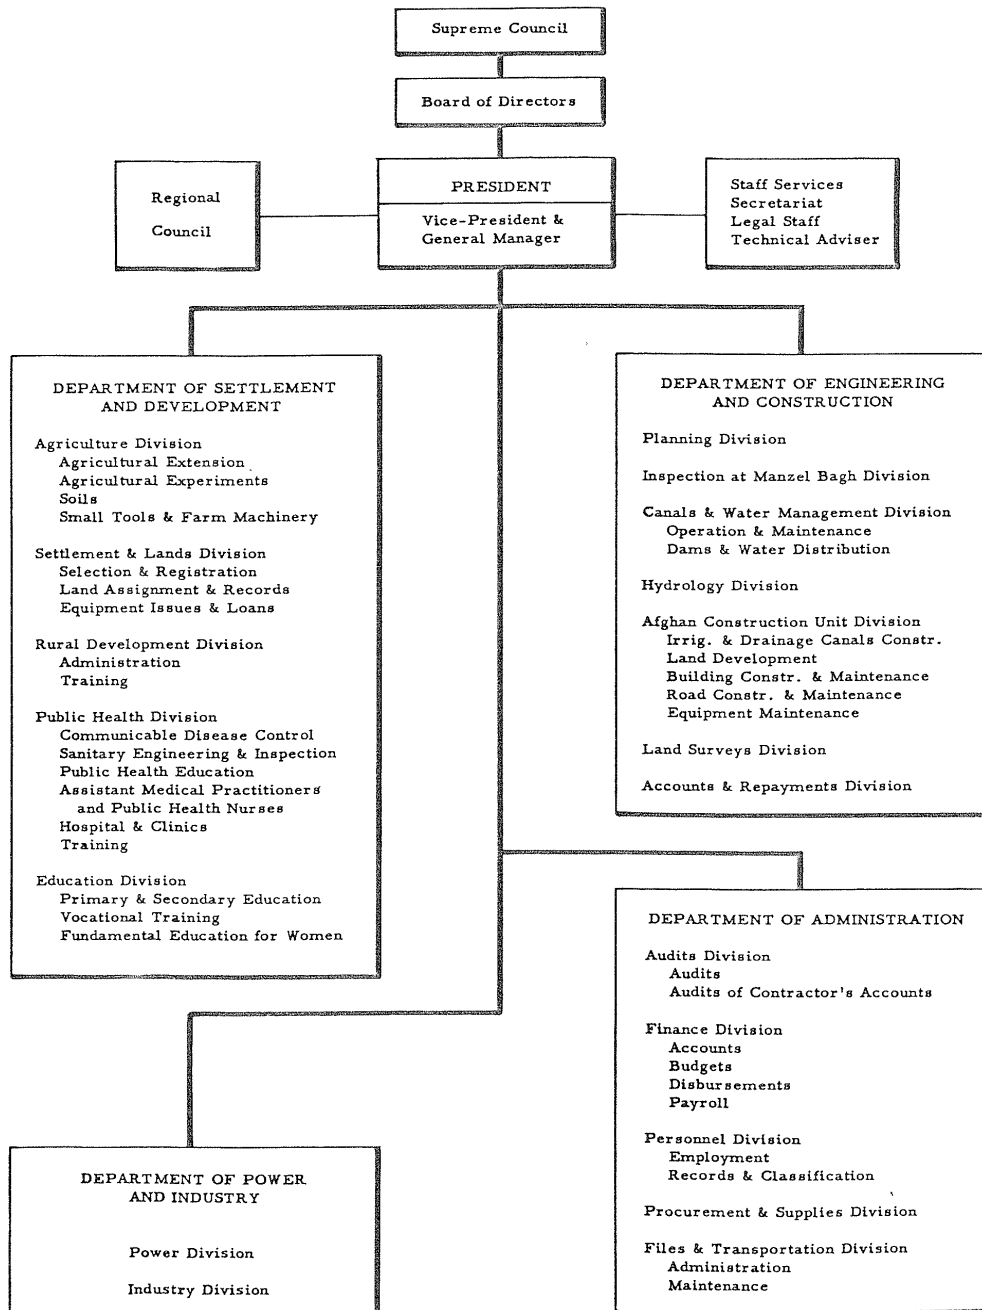 Supreme Council
Board of Directors
Regional
Council
PRESIDENT
Vice-President &
General Manager
Staff Services
Secretariat
Legal Staff
Technical Adviser
DEPARTMENT OF SETTLEMENT
AND DEVELOPMENT
Agriculture Division
Agricultural Extension
Agricultural Experiments
Soils
Small Tools & Farm Machinery
Settlement & Lands Division
Selection & Registration
Land Assignment & Records
Equipment Issues & Loans
Rural Development Division
Administration
Training
Public Health Division
Communicable Disease Control
Sanitary Engineering & Inspection
Public Health Education
Assistant Medical Practitioners
and Public Health Nurses
Hospital & Clinics
Training
Education Division
Primary & Secondary Education
Vocational Training
Fundamental Education for Women
DEPARTMENT OF ENGINEERING
AND CONSTRUCTION
Planning Division
Inspection at Manzel Bagh Division
Canals & Water Management Division
Operation & Maintenance
Dams & Water Distribution
Hydrology Division
Afghan Construction Unit Division
Irrig. & Drainage Canals Constr.
Land Development
Building Constr. & Maintenance
Road Constr. & Maintenance
Equipment Maintenance
Land Surveys Division
Accounts & Repayments Division
DEPARTMENT OF ADMINISTRATION
Audits Division
Audits
Audits of Contractor's Accounts
Finance Division
Accounts
Budgets
Disbursements
Payroll
Personnel Division
Employment
Records & Classification
Procurement & Supplies Division
Files & Transportation Division
Administration
Maintenance
DEPARTMENT OF POWER
AND INDUSTRY
Power Division
Industry Division